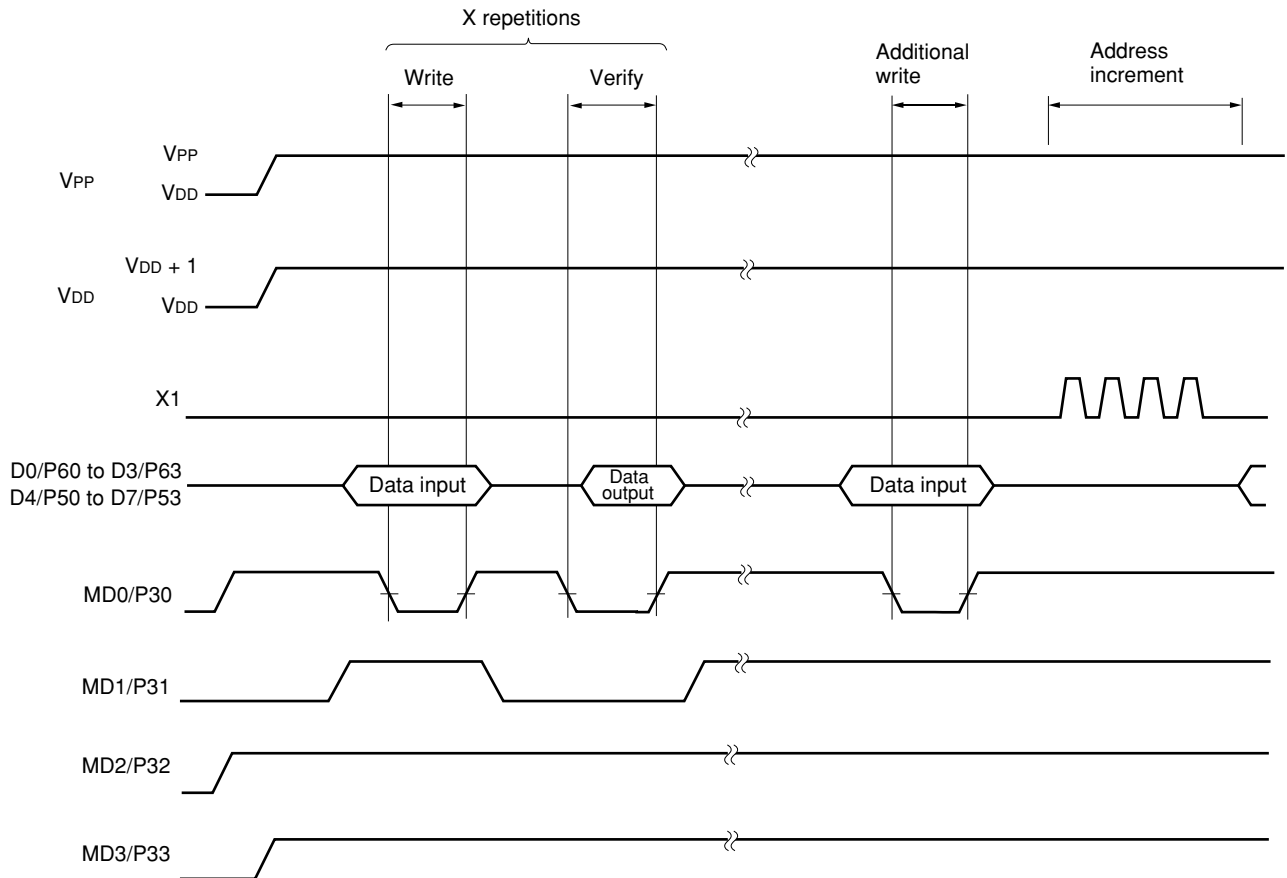 X repetitions
Write
Verify
Additional
write
Address
increment
VPP
VPP
VDD
VDD + 1
VDD
VDD
X1
D0/P60 to D3/P63
D4/P50 to D7/P53
Data input
Data
output
Data input
MD0/P30
MD1/P31
MD2/P32
MD3/P33